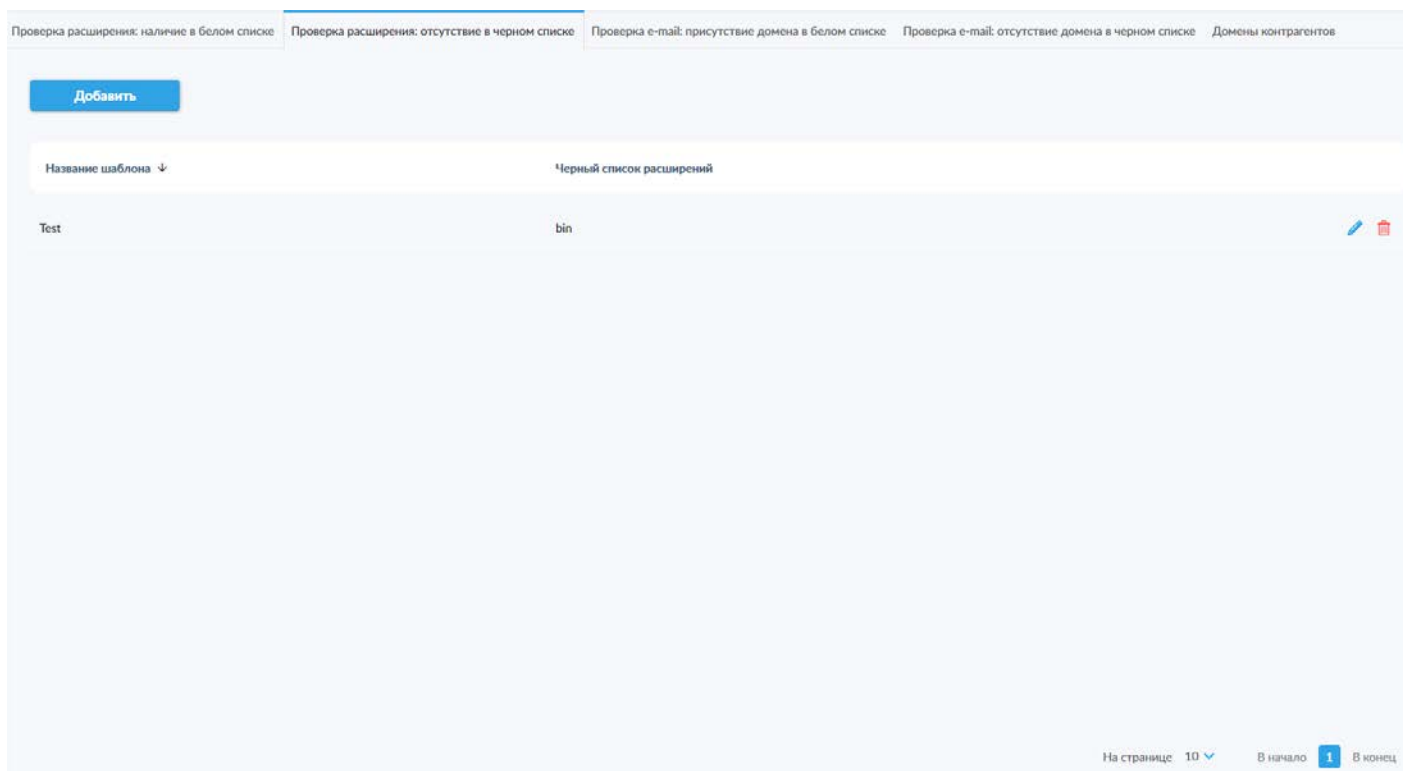 Проверка расширения: наличие в белом списке Проверка расширения: отсутствие в черном списке Проверка e-mail: присутствие домена в белом списке Проверка e-mail: отсутствие домена в черном списке Домены контрагентов
Добавить
Название шаблона Черный список расширений
Test bin
На странице 10 В начало 1 В конец